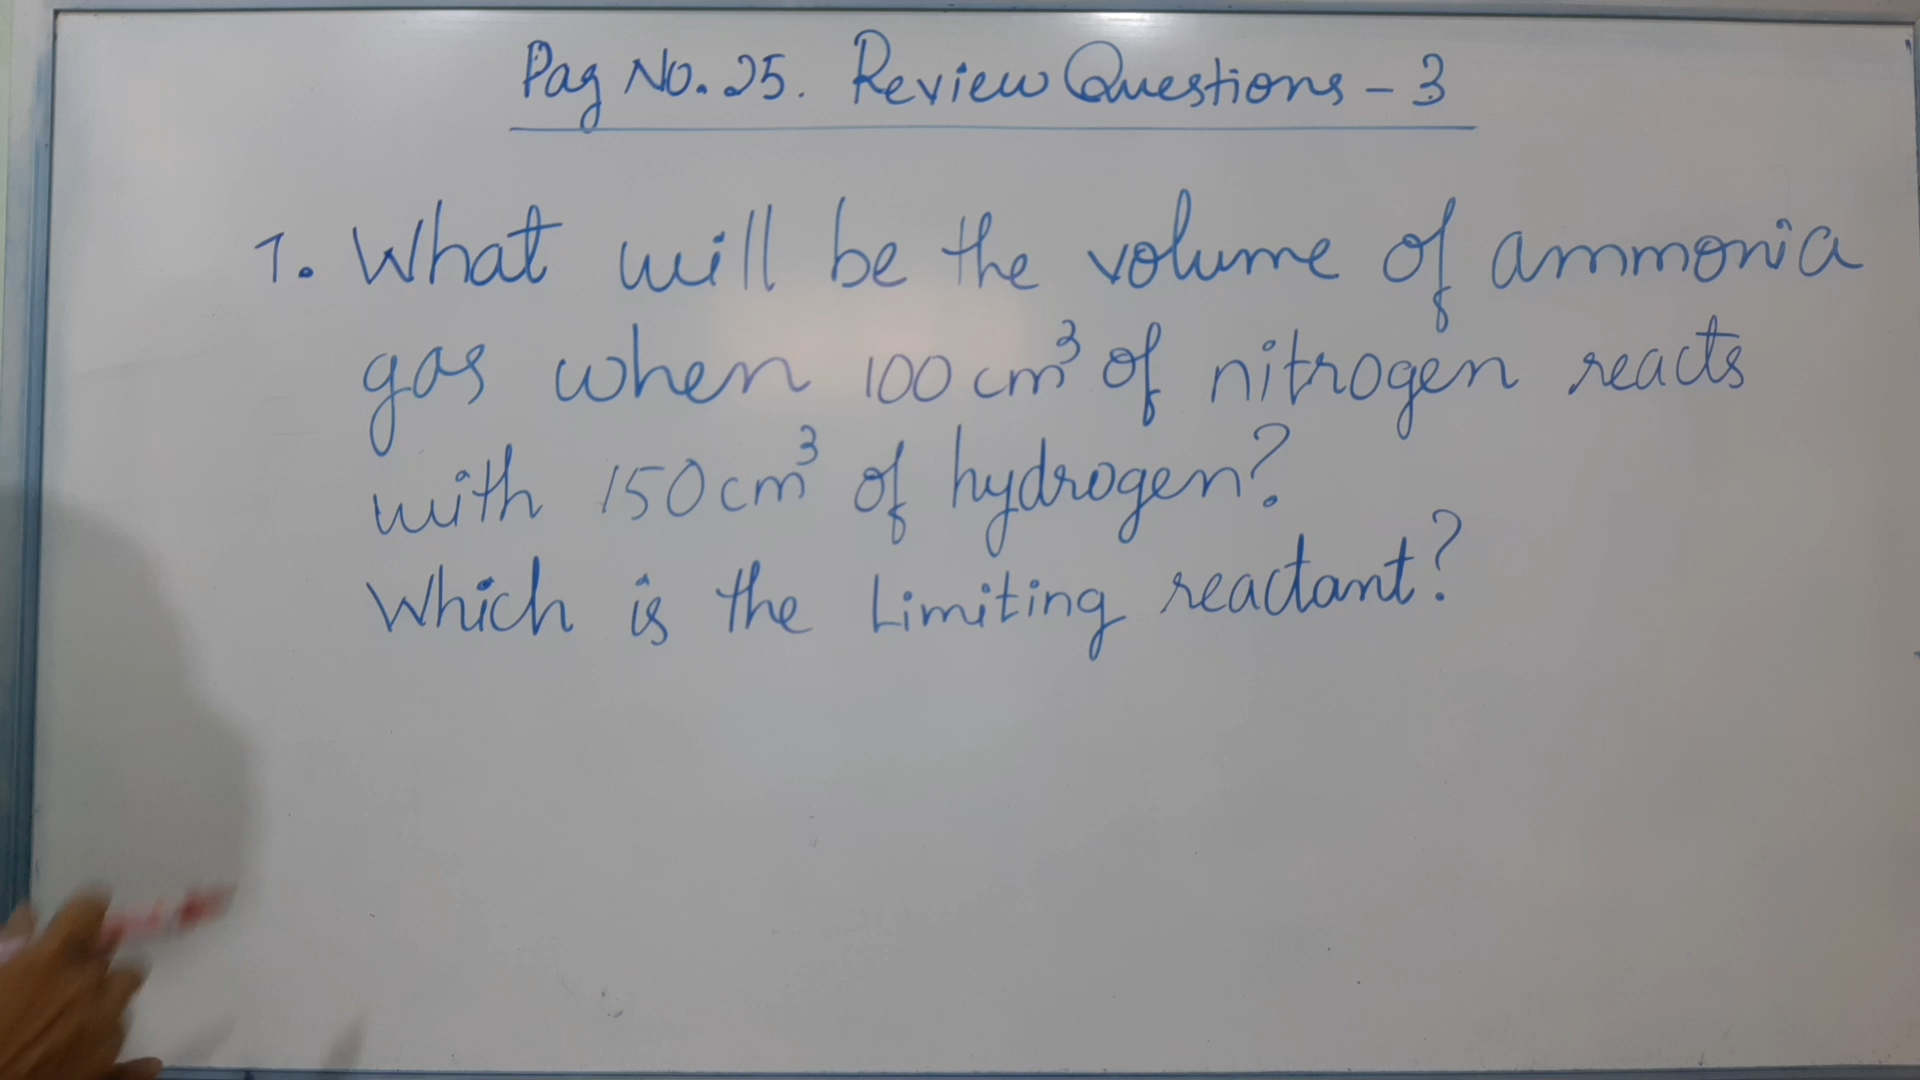 Pag No. 25. Review Questions - 3
1. What will be the volume of ammonia
gas when 100 cm³ of nitrogen reacts
with 150 cm³ of hydrogen?
Which is the Limiting reactant?